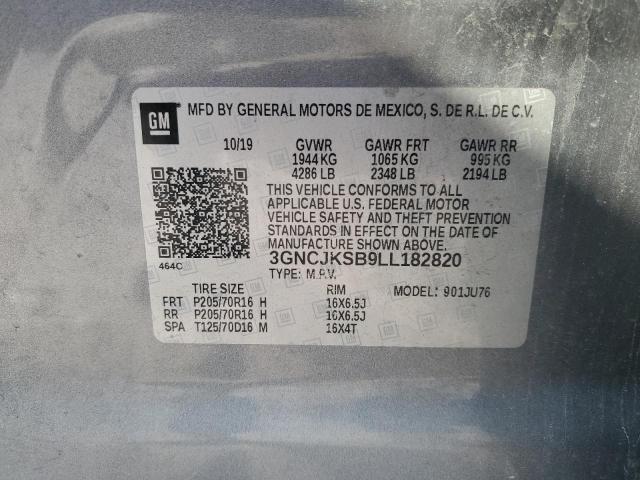 GM MFD BY GENERAL MOTORS DE MEXICO, S. DE R.L. DE C.V.
10/19 GVWR GAWR FRT GAWR RR
1944 KG 1065 KG 995 KG
4286 LB 2348 LB 2194 LB
THIS VEHICLE CONFORMS TO ALL
APPLICABLE U.S. FEDERAL MOTOR
VEHICLE SAFETY AND THEFT PREVENTION
STANDARDS IN EFFECT ON THE DATE OF
MANUFACTURE SHOWN ABOVE.
464C 3GNCJKSB9LL182820
TYPE: M.P.V.
TIRE SIZE RIM MODEL: 901JU76
FRT P205/70R16 H 16X6.5J
RR P205/70R16 H 16X6.5J
SPA T125/70D16 M 16X4T